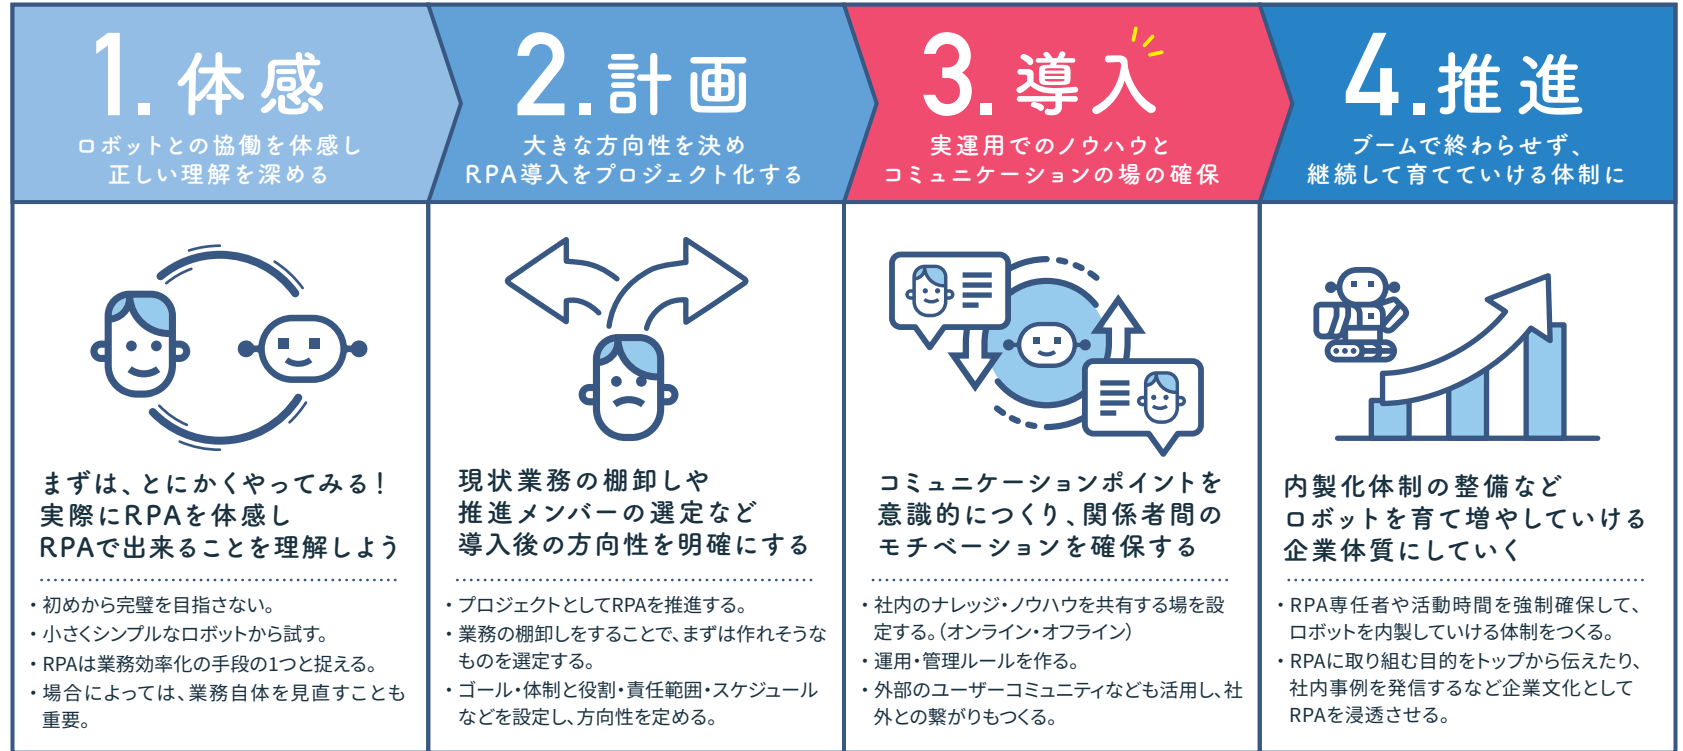 1.体感
ロボットとの協働を体感し
正しい理解を深める
まずは、とにかくやってみる！
実際にRPAを体感し
RPAで出来ることを理解しよう
・初めから完璧を目指さない。
・小さくシンプルなロボットから試す。
・RPAは業務効率化の手段の1つと捉える。
・場合によっては、業務自体を見直すことも
重要。
2.計画
大きな方向性を決め
RPA導入をプロジェクト化する
現状業務の棚卸しや
推進メンバーの選定など
導入後の方向性を明確にする
・プロジェクトとしてRPAを推進する。
・業務の棚卸しをすることで、まずは作れそうな
ものを選定する。
・ゴール・体制と役割・責任範囲・スケジュール
などを設定し、方向性を定める。
3.導入
実運用でのノウハウと
コミュニケーションの場の確保
コミュニケーションポイントを
意識的につくり、関係者間の
モチベーションを確保する
・社内のナレッジ・ノウハウを共有する場を設
定する。（オンライン・オフライン）
・運用・管理ルールを作る。
・外部のユーザーコミュニティなども活用し、社
外との繋がりもつくる。
4.推進
ブームで終わらせず、
継続して育てていける体制に
内製化体制の整備など
ロボットを育て増やしていける
企業体質にしていく
・RPA専任者や活動時間を強制確保して、
ロボットを内製していける体制をつくる。
・RPAに取り組む目的をトップから伝えたり、
社内事例を発信するなど企業文化として
RPAを浸透させる。